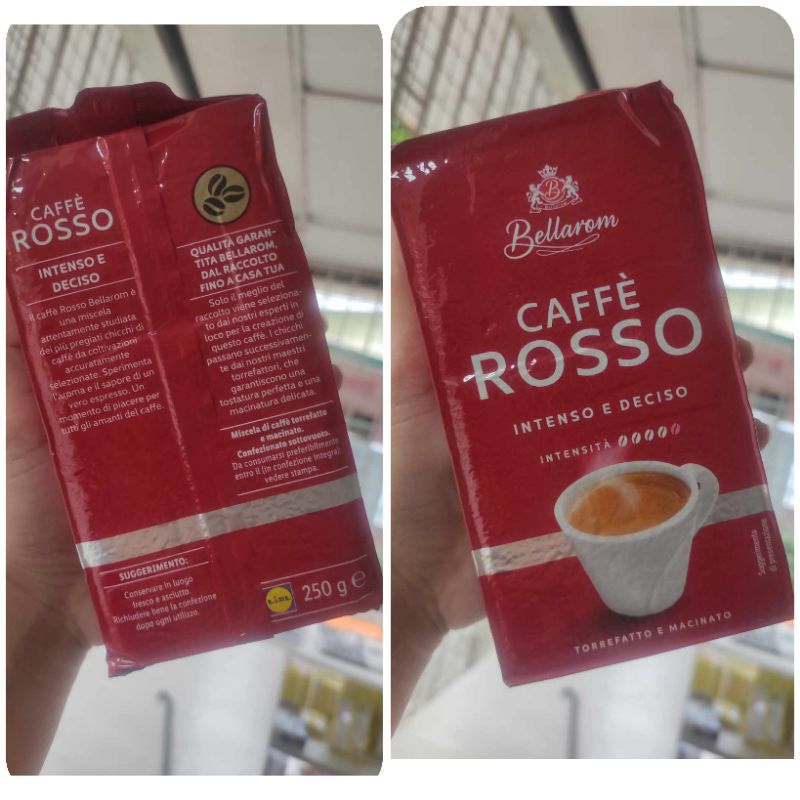 CAFFÈ
ROSSO
INTENSO E
DECISO
Il caffè Rosso Bellarom è
una miscela
attentamente studiata
dei più pregiati chicchi di
caffè da coltivazioni
accuratamente
selezionate. Sperimenta
l'aroma e il sapore di un
vero espresso. Un
momento di piacere per
tutti gli amanti del caffè.
SUGGERIMENTO:
Conservare in luogo
fresco e asciutto.
Richiudere bene la confezione
dopo ogni utilizzo.
QUALITÀ GARAN-
TITA BELLAROM,
DAL RACCOLTO
FINO A CASA TUA
Solo il meglio del
raccolto viene seleziona-
to dai nostri esperti in
loco per la creazione di
questo caffè. I chicchi
passano successivamen-
te dai nostri maestri
torrefattori, che
garantiscono una
tostatura perfetta e una
macinatura delicata.
Miscela di caffè torrefatto
e macinato.
Confezionato sottovuoto.
Da consumarsi preferibilmente
entro il (in confezione integra):
vedere stampa.
LIDL
250 g e
B
Bellarom
CAFFÈ
ROSSO
INTENSO E DECISO
INTENSITÀ
Suggerimento
di presentazione
TORREFATTO E MACINATO